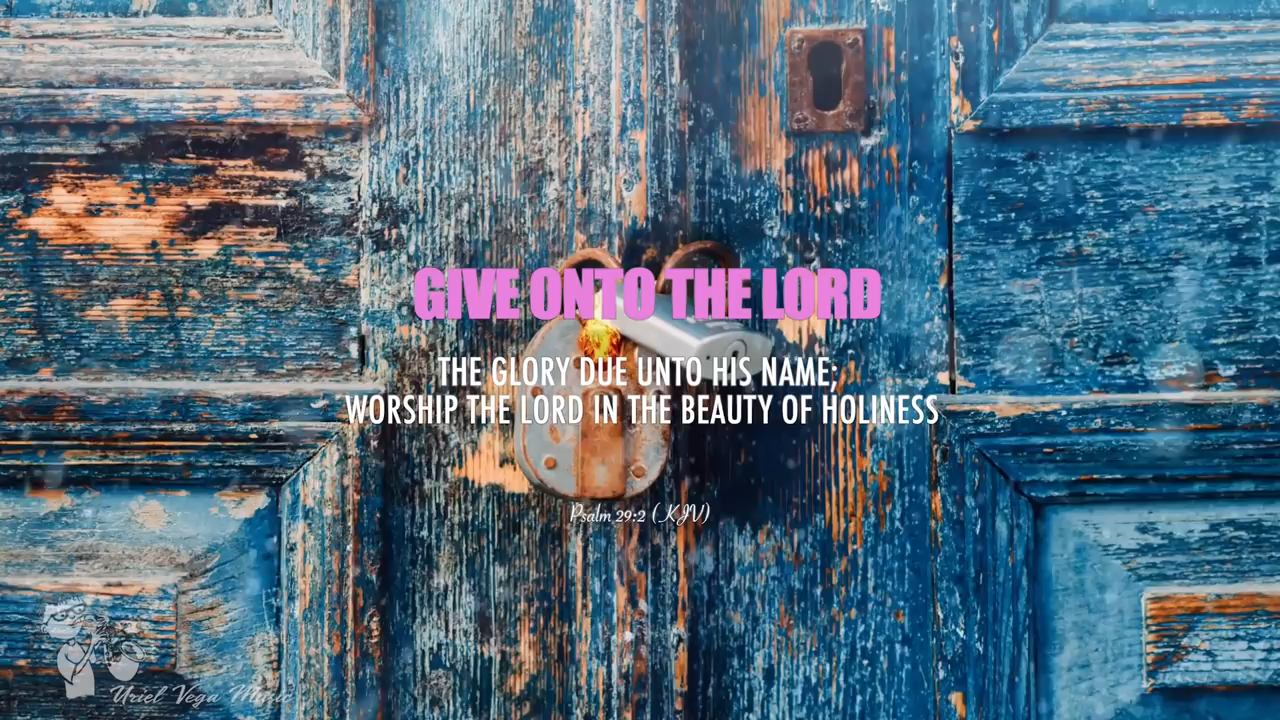 GIVE ONTO THE LORD
THE GLORY DUE UNTO HIS NAME;
WORSHIP THE LORD IN THE BEAUTY OF HOLINESS
Psalm 29:2 (KJV)
Uriel Vega Music